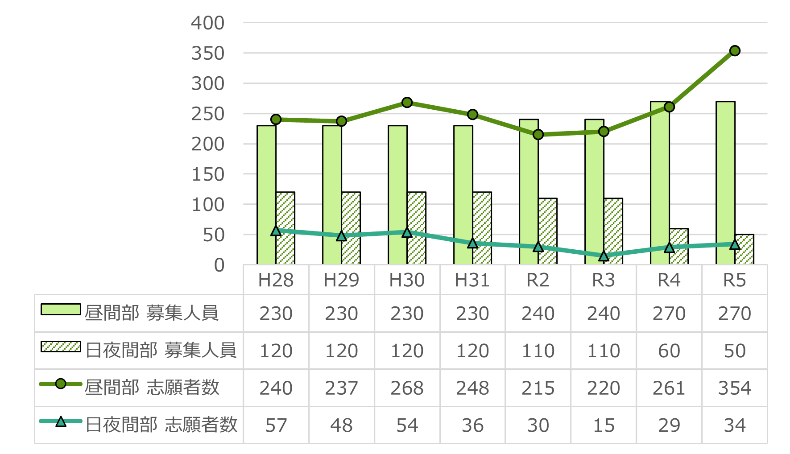 400
350
300
250
200
150
100
50
0
H28 H29 H30 H31 R2 R3 R4 R5
昼間部 募集人員 230 230 230 230 240 240 270 270
日夜間部 募集人員 120 120 120 120 110 110 60 50
昼間部 志願者数 240 237 268 248 215 220 261 354
日夜間部 志願者数 57 48 54 36 30 15 29 34